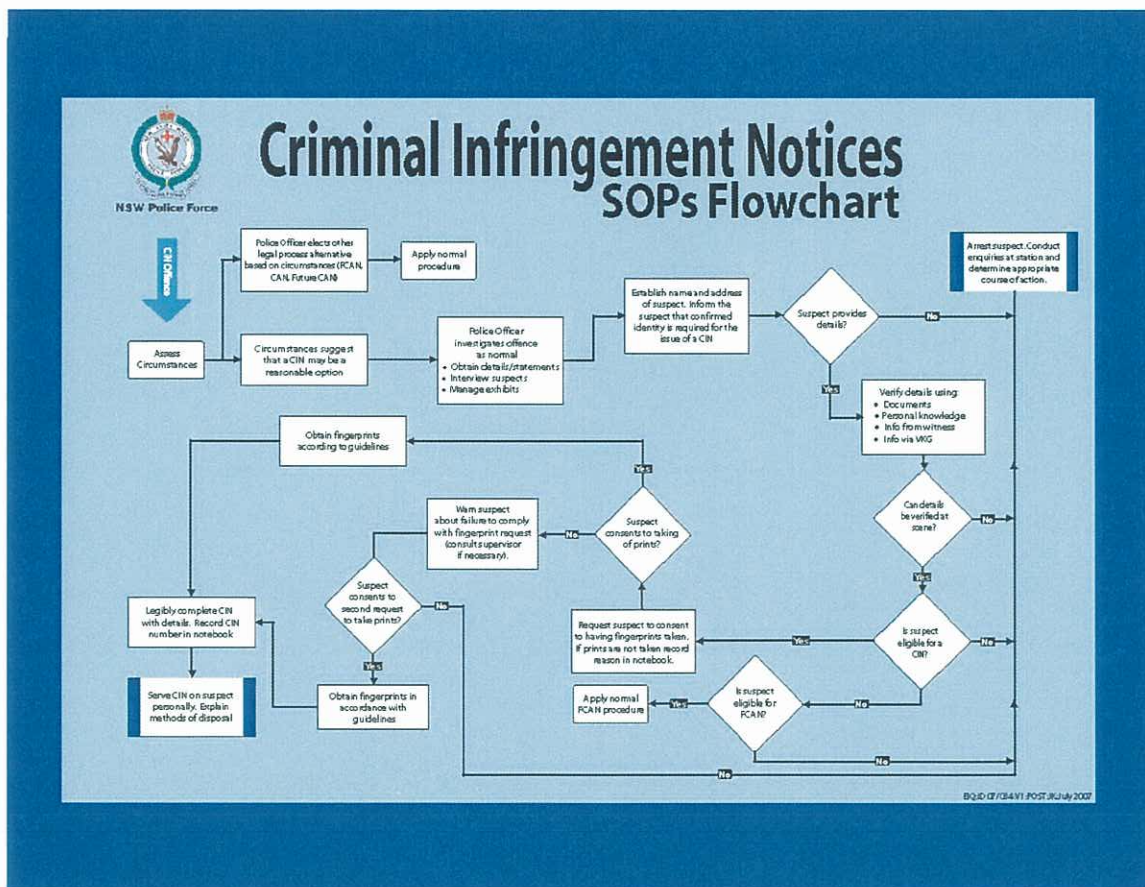 Criminal Infringement Notices
SOPs Flowchart
NSW Police Force
CIN Offence
Police Officer elects other
legal process alternative
based on circumstances (FCAN,
CAN, Future CAN)
Apply normal
procedure
Assess
Circumstances
Circumstances suggest
that a CIN may be a
reasonable option
Police Officer
investigates offence
as normal
• Obtain details/statements
• Interview suspects
• Manage exhibits
Establish name and address
of suspect. Inform the
suspect that confirmed
identity is required for the
issue of a CIN
Suspect provides
details?
No
Arrest suspect. Conduct
enquiries at station and
determine appropriate
course of action.
Yes
Verify details using:
• Documents
• Personal knowledge
• Info from witness
• Info via VKG
Can details
be verified at
scene?
No
Yes
Is suspect
eligible for a
CIN?
No
Yes
No
Is suspect
eligible for
FCAN?
Yes
No
Apply normal
FCAN procedure
Request suspect to consent
to having fingerprints taken.
If prints are not taken record
reason in notebook.
Suspect
consents to taking
of prints?
Yes
No
Obtain fingerprints
according to guidelines
Warn suspect
about failure to comply
with fingerprint request
(consult supervisor
if necessary).
Suspect
consents to
second request
to take prints?
No
No
Yes
Obtain fingerprints in
accordance with
guidelines
Legibly complete CIN
with details. Record CIN
number in notebook
Serve CIN on suspect
personally. Explain
methods of disposal
July 2007